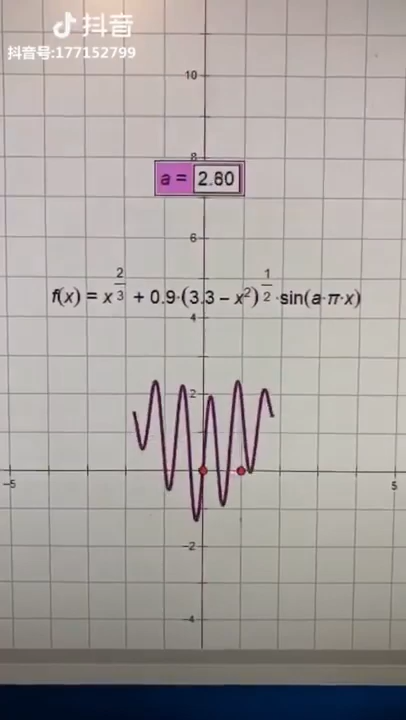 抖音
抖音号:177152799
10
8
a = 2.80
6
f(x) = x^(2/3) + 0.9·(3.3 − x²)^(1/2)·sin(a·π·x)
4
2
−5
5
−2
−4